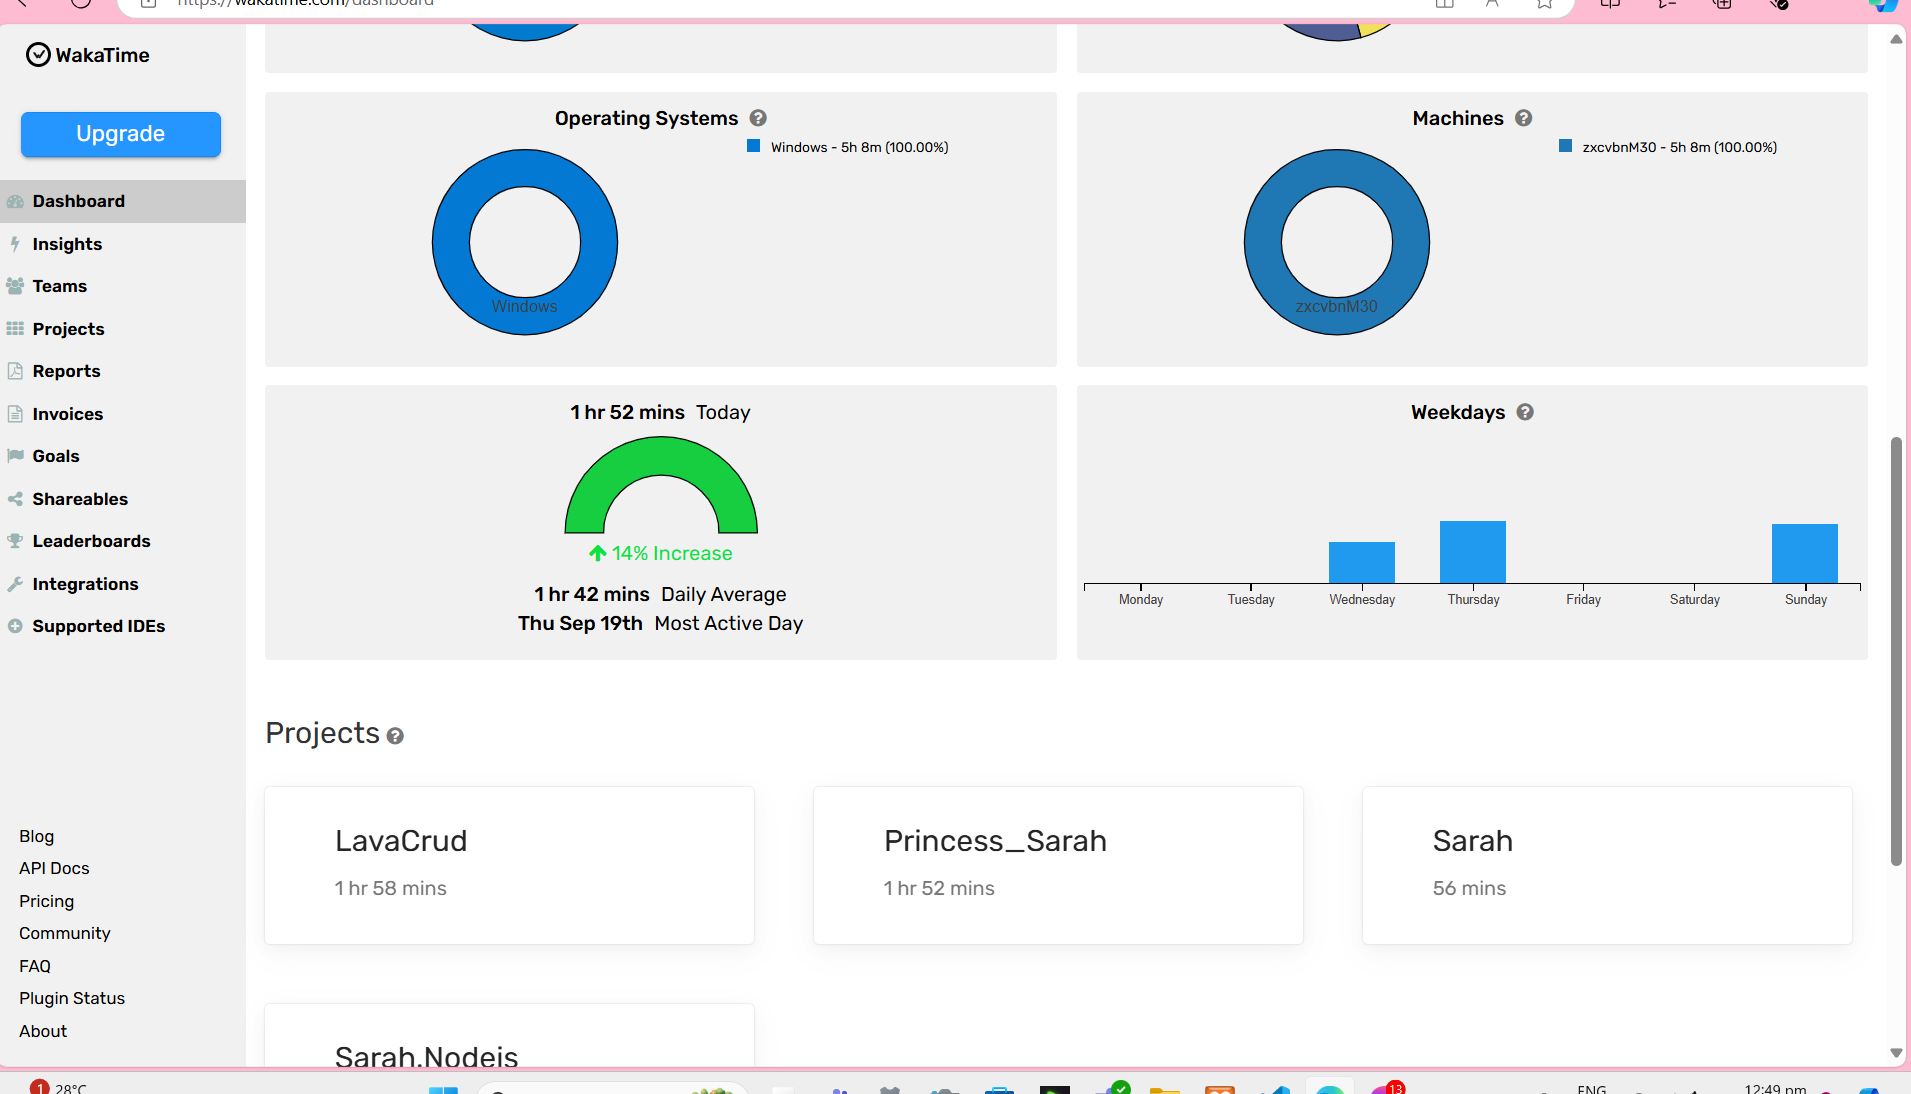 https://wakatime.com/dashboard
WakaTime
Upgrade
Dashboard
Insights
Teams
Projects
Reports
Invoices
Goals
Shareables
Leaderboards
Integrations
Supported IDEs
Blog
API Docs
Pricing
Community
FAQ
Plugin Status
About
Operating Systems
Windows - 5h 8m (100.00%)
Windows
Machines
zxcvbnM30 - 5h 8m (100.00%)
zxcvbnM30
1 hr 52 mins Today
14% Increase
1 hr 42 mins Daily Average
Thu Sep 19th Most Active Day
Weekdays
Monday Tuesday Wednesday Thursday Friday Saturday Sunday
Projects
LavaCrud
1 hr 58 mins
Princess_Sarah
1 hr 52 mins
Sarah
56 mins
Sarah.Nodejs
1 28°C
13
ENG
12:49 pm